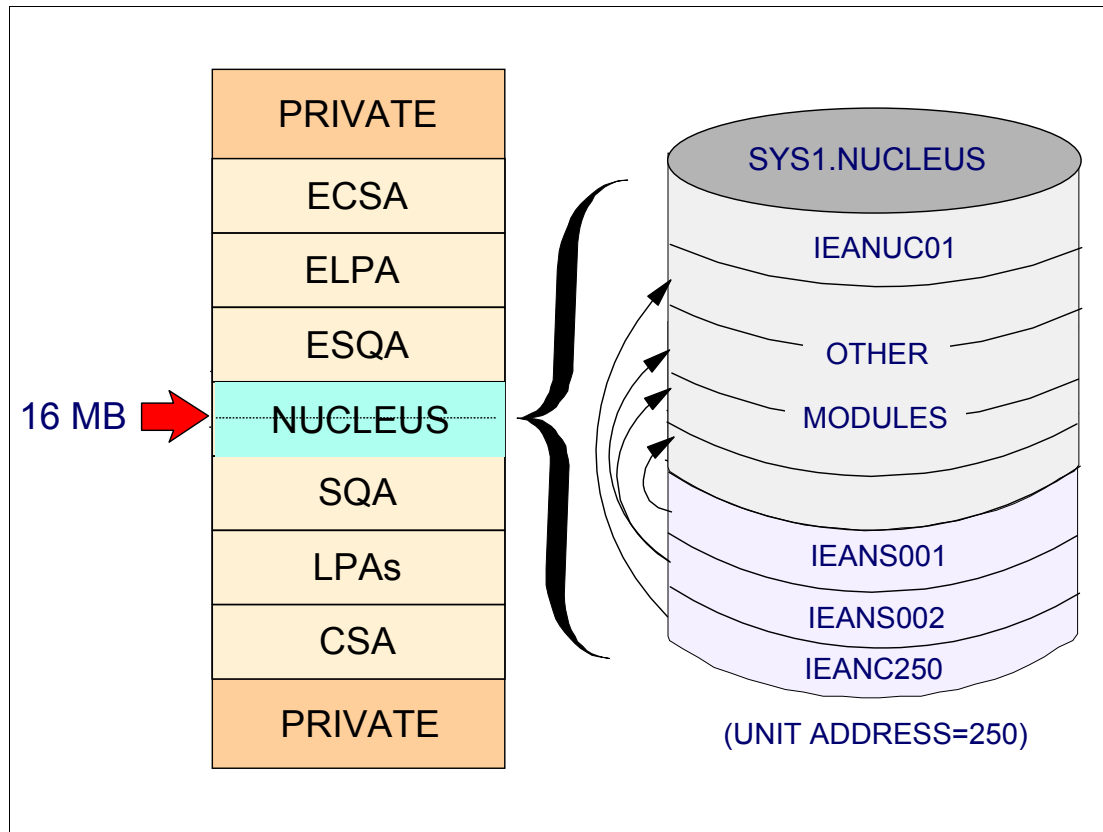 PRIVATE
ECSA
ELPA
ESQA
16 MB
NUCLEUS
SQA
LPAs
CSA
PRIVATE
SYS1.NUCLEUS
IEANUC01
OTHER
MODULES
IEANS001
IEANS002
IEANC250
(UNIT ADDRESS=250)